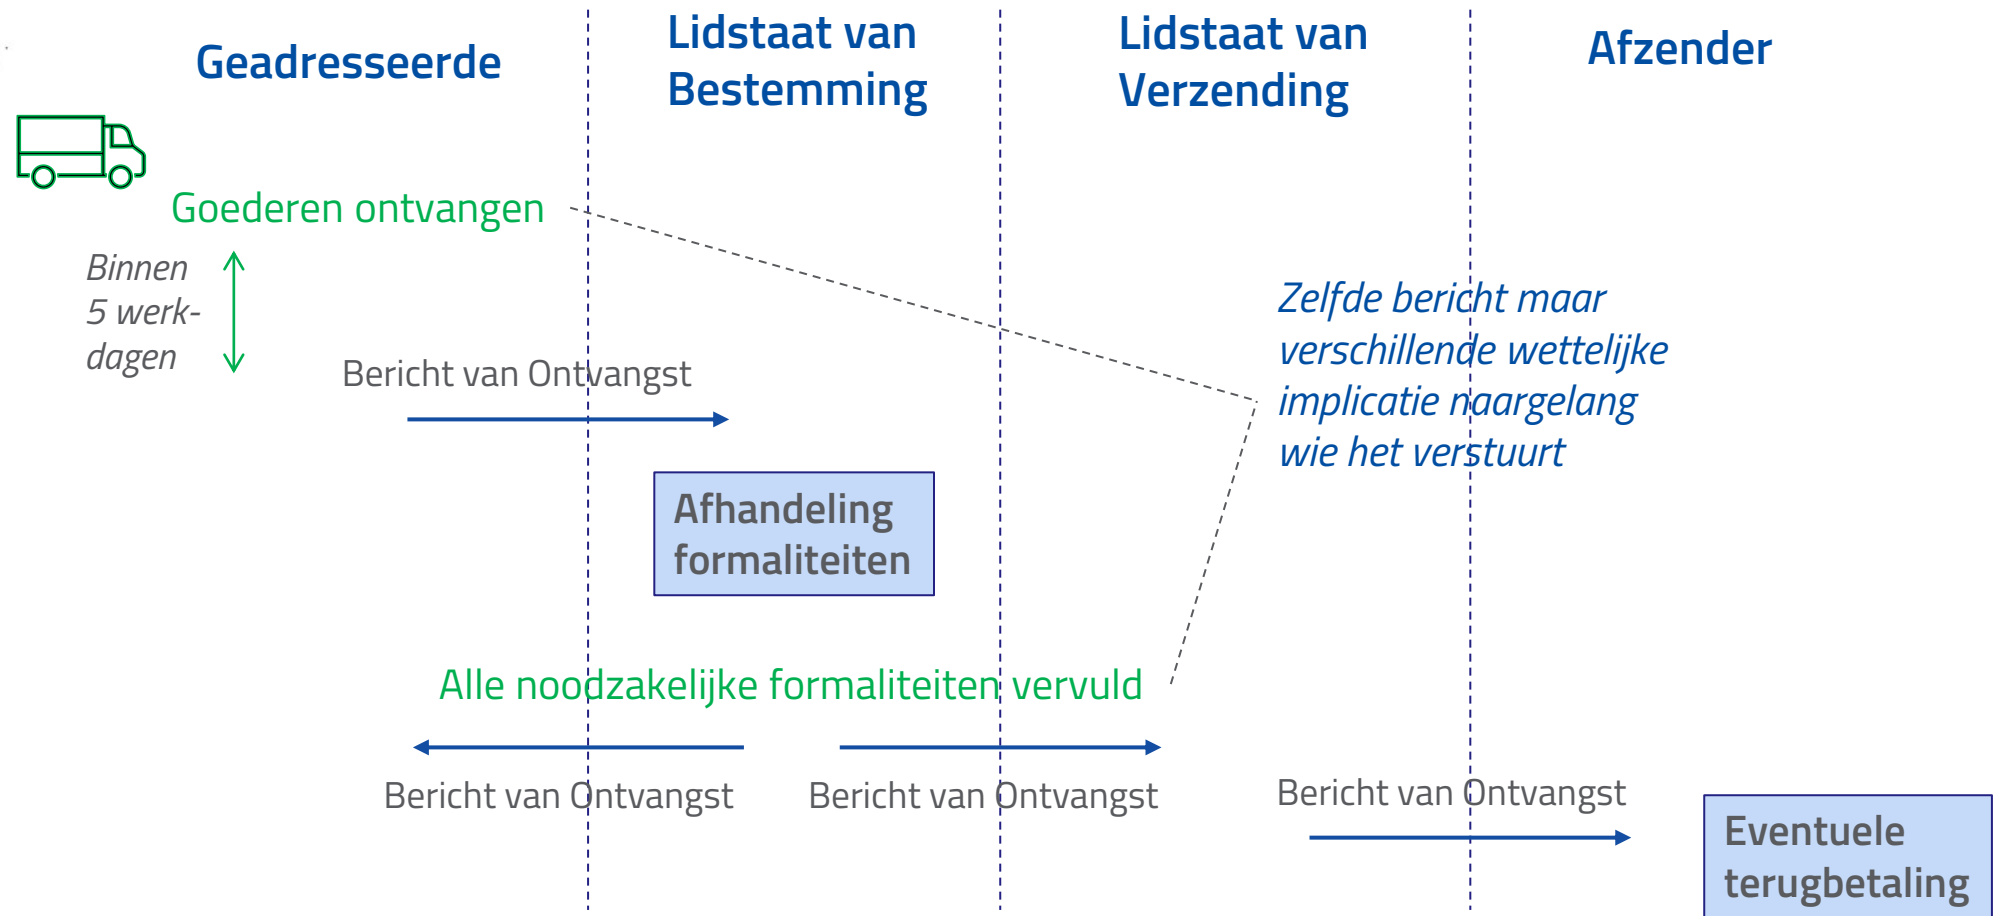 Geadresseerde
Lidstaat van
Bestemming
Lidstaat van
Verzending
Afzender
Goederen ontvangen
Binnen
5 werk-
dagen
Zelfde bericht maar
verschillende wettelijke
implicatie naargelang
wie het verstuurt
Bericht van Ontvangst
Afhandeling
formaliteiten
Alle noodzakelijke formaliteiten vervuld
Bericht van Ontvangst
Bericht van Ontvangst
Bericht van Ontvangst
Eventuele
terugbetaling